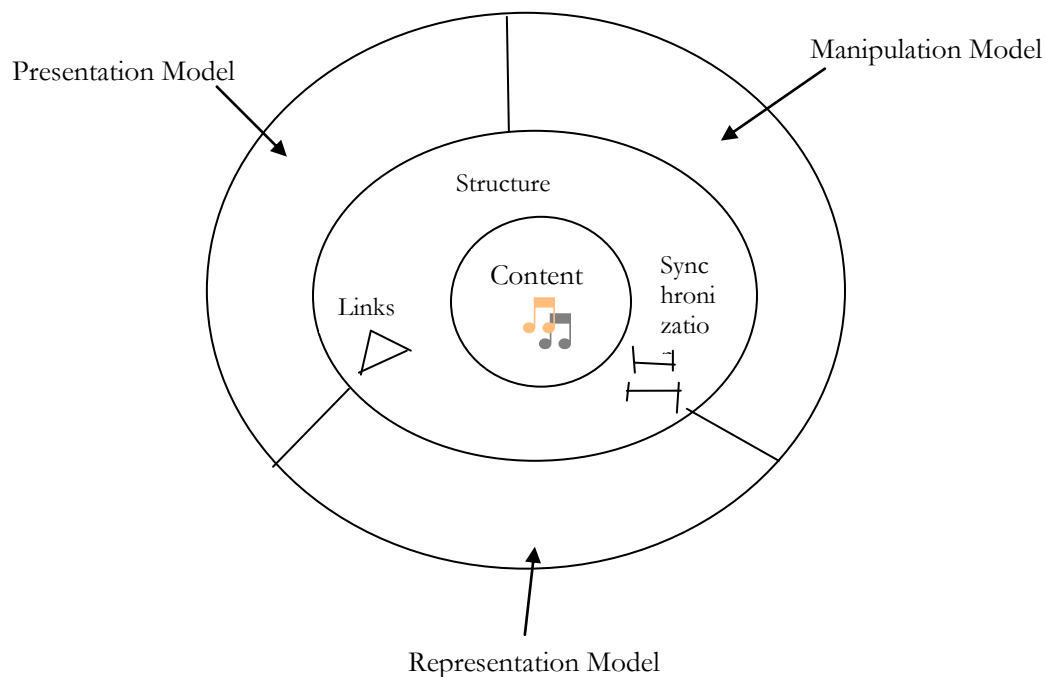 Manipulation Model
Presentation Model
Structure
Content
Sync
hroni
zatio
Links
Representation Model